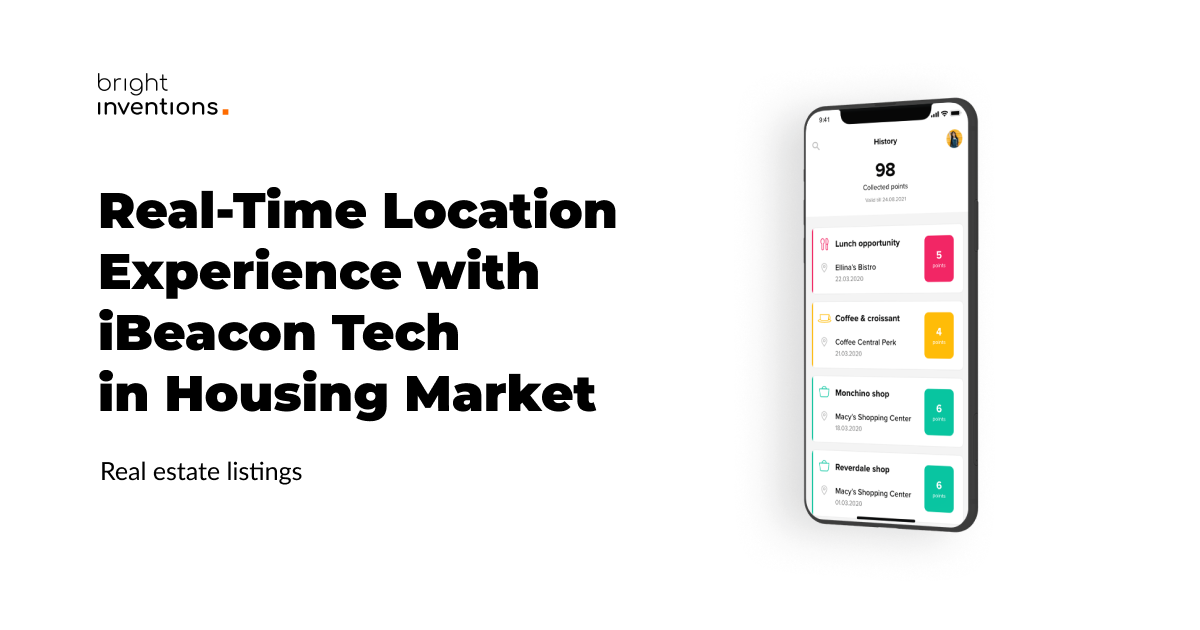 bright
inventions.
Real-Time Location
Experience with
iBeacon Tech
in Housing Market
Real estate listings
9:41
History
98
Collected points
Valid till 24.08.2021
Lunch opportunity
Ellina's Bistro
22.03.2020
5
points
Coffee & croissant
Coffee Central Perk
21.03.2020
4
points
Monchino shop
Macy's Shopping Center
18.03.2020
6
points
Reverdale shop
Macy's Shopping Center
01.03.2020
6
points